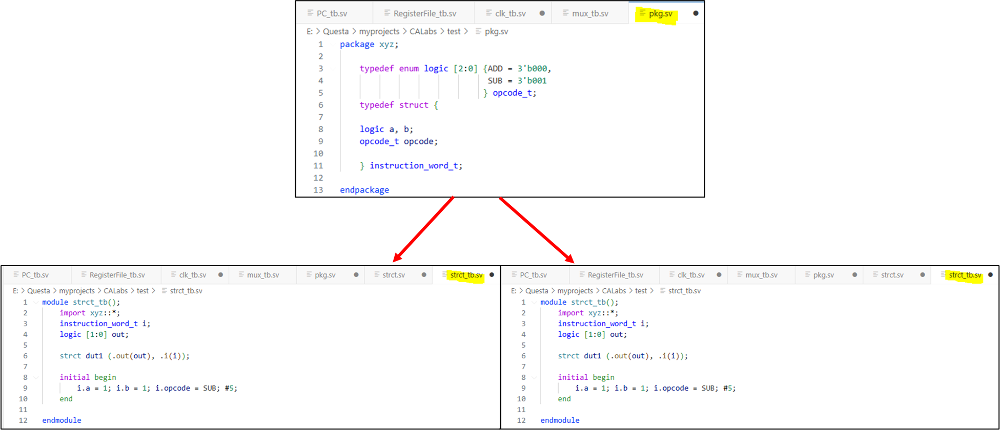 PC_tb.sv RegisterFile_tb.sv clk_tb.sv mux_tb.sv pkg.sv
E: > Questa > myprojects > CALabs > test > pkg.sv
1 package xyz;
2
3 typedef enum logic [2:0] {ADD = 3'b000,
4 SUB = 3'b001
5 } opcode_t;
6 typedef struct {
7
8 logic a, b;
9 opcode_t opcode;
10
11 } instruction_word_t;
12
13 endpackage
PC_tb.sv RegisterFile_tb.sv clk_tb.sv mux_tb.sv pkg.sv strct.sv strct_tb.sv
E: > Questa > myprojects > CALabs > test > strct_tb.sv
1 module strct_tb();
2 import xyz::*;
3 instruction_word_t i;
4 logic [1:0] out;
5
6 strct dut1 (.out(out), .i(i));
7
8 initial begin
9 i.a = 1; i.b = 1; i.opcode = SUB; #5;
10 end
11
12 endmodule
PC_tb.sv RegisterFile_tb.sv clk_tb.sv mux_tb.sv pkg.sv strct.sv strct_tb.sv
E: > Questa > myprojects > CALabs > test > strct_tb.sv
1 module strct_tb();
2 import xyz::*;
3 instruction_word_t i;
4 logic [1:0] out;
5
6 strct dut1 (.out(out), .i(i));
7
8 initial begin
9 i.a = 1; i.b = 1; i.opcode = SUB; #5;
10 end
11
12 endmodule